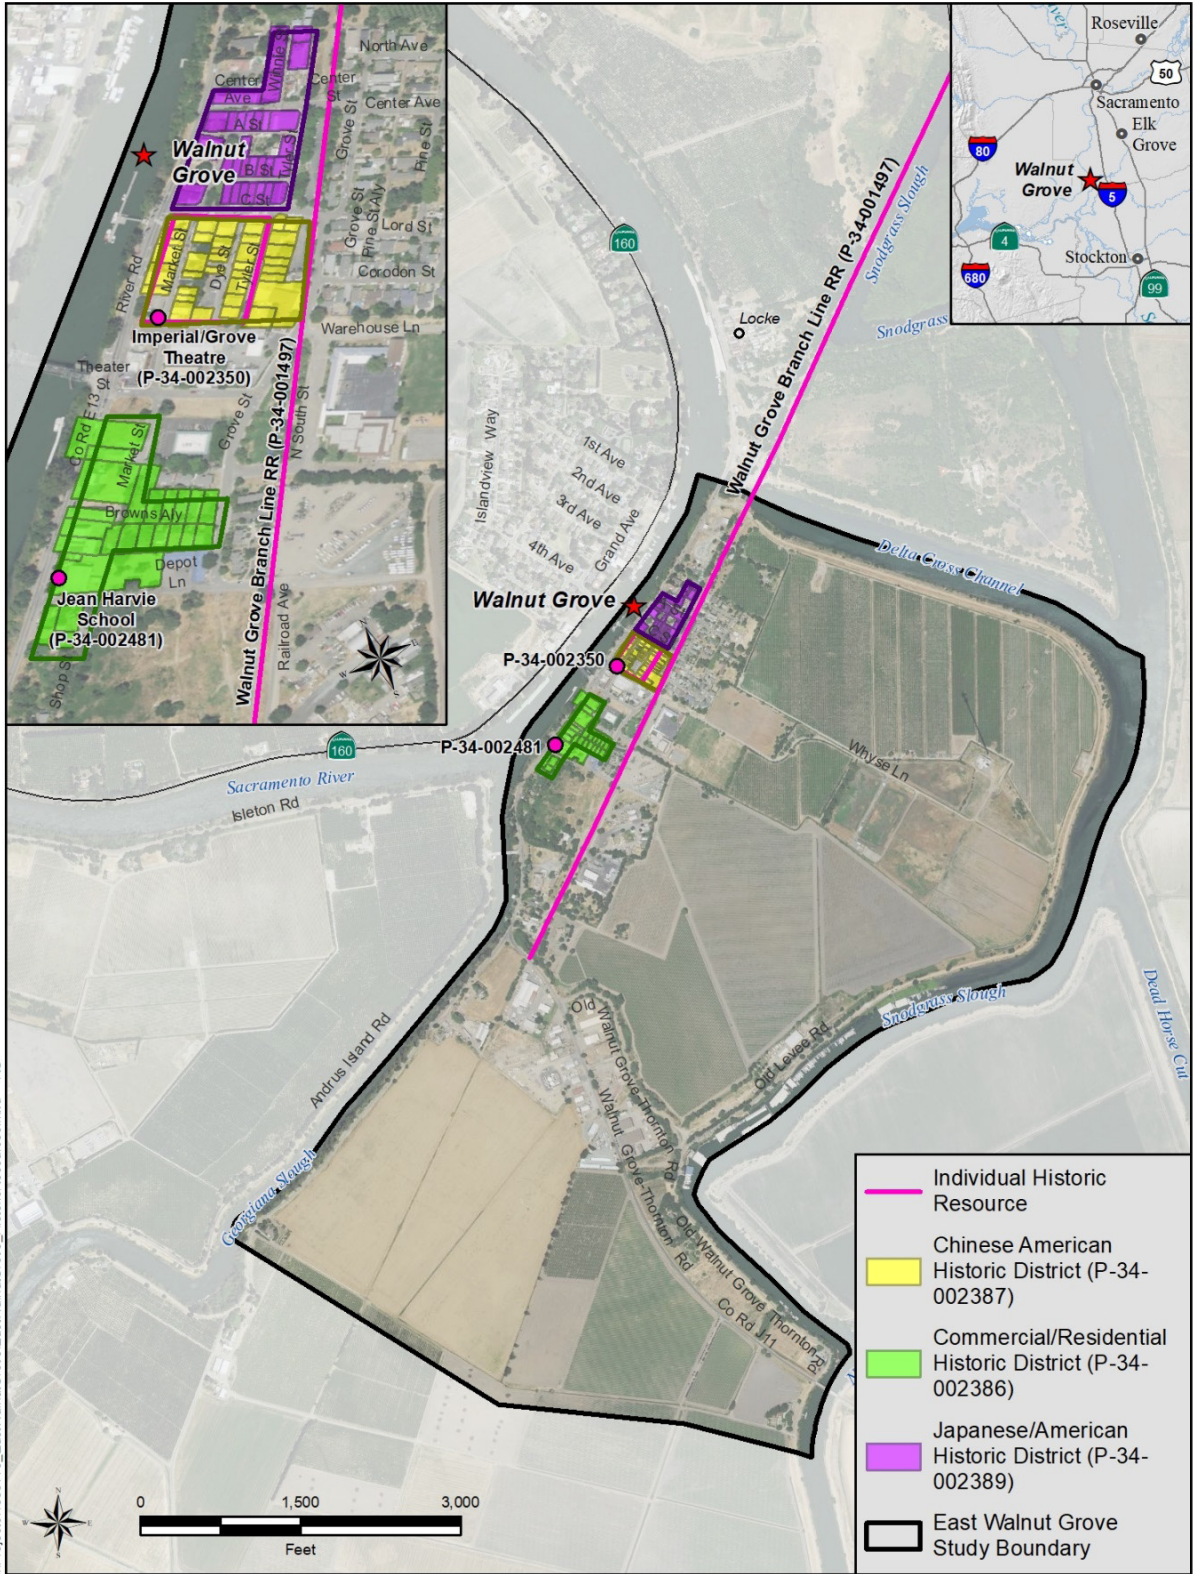 North Ave
Center
Ave
Winnie St
Center
St
Center Ave
A St
Grove St
Pine St
Tyler St
Walnut
Grove
B St
C St
Grove St
Pine St Aly
Lord St
Market St
Dye St
Tyler St
Corodon St
River Rd
Imperial/Grove
Theatre
(P-34-002350)
Warehouse Ln
Theater
St
Co Rd E13
Market St
Grove St
N South St
Walnut Grove Branch Line RR (P-34-001497)
Browns Aly
Depot
Ln
Jean Harvie
School
(P-34-002481)
Railroad Ave
Shop St
Roseville
50
Sacramento
Elk
Grove
80
Walnut
Grove
5
4
Stockton
680
99
160
Locke
Snodgrass Slough
Snodgrass
Walnut Grove Branch Line RR (P-34-001497)
Islandview Way
1st Ave
2nd Ave
3rd Ave
4th Ave
Grand Ave
Delta Cross Channel
Walnut Grove
P-34-002350
P-34-002481
160
Sacramento River
Isleton Rd
Whyse Ln
Snodgrass Slough
Dead Horse Cut
Old Levee Rd
Andrus Island Rd
Old Walnut Grove Thornton Rd
Walnut Grove-Thornton Rd
Georgiana Slough
Old Walnut Grove Thornton Rd
Co Rd J11
Individual Historic
Resource
Chinese American
Historic District (P-34-
002387)
Commercial/Residential
Historic District (P-34-
002386)
Japanese/American
Historic District (P-34-
002389)
East Walnut Grove
Study Boundary
N
W
E
S
0
1,500
3,000
Feet